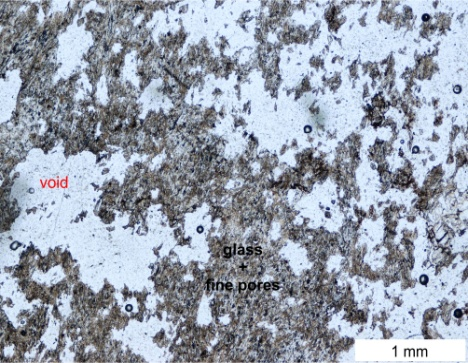 void
glass
+
fine pores
1 mm